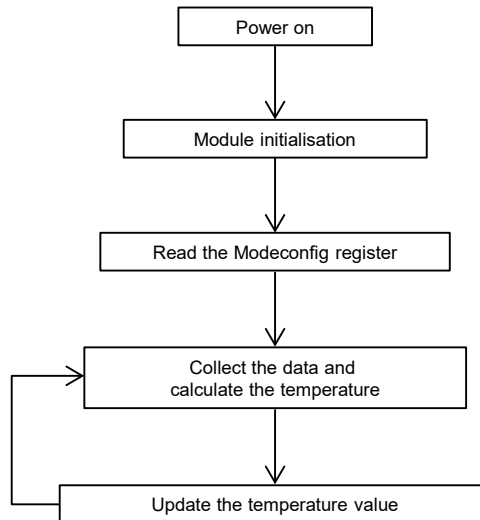 Power on
Module initialisation
Read the Modeconfig register
Collect the data and
calculate the temperature
Update the temperature value